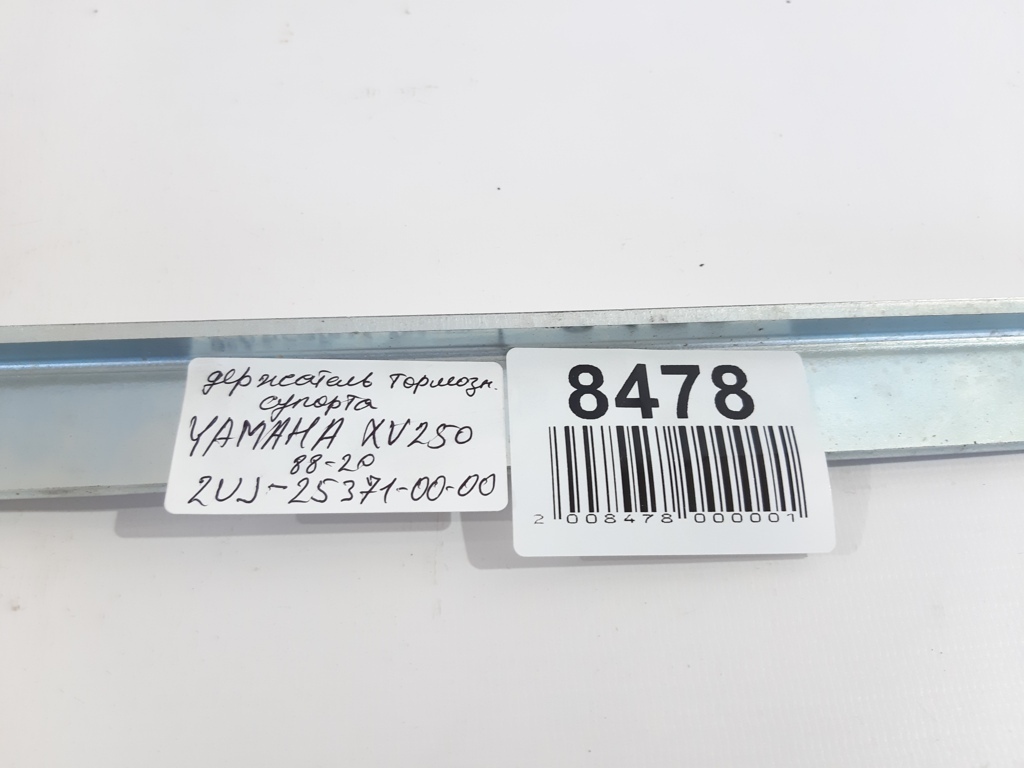 держатель тормозн.
супорта
YAMAHA XV250
88-20
2UJ-25371-00-00
8478
2 008478 000001